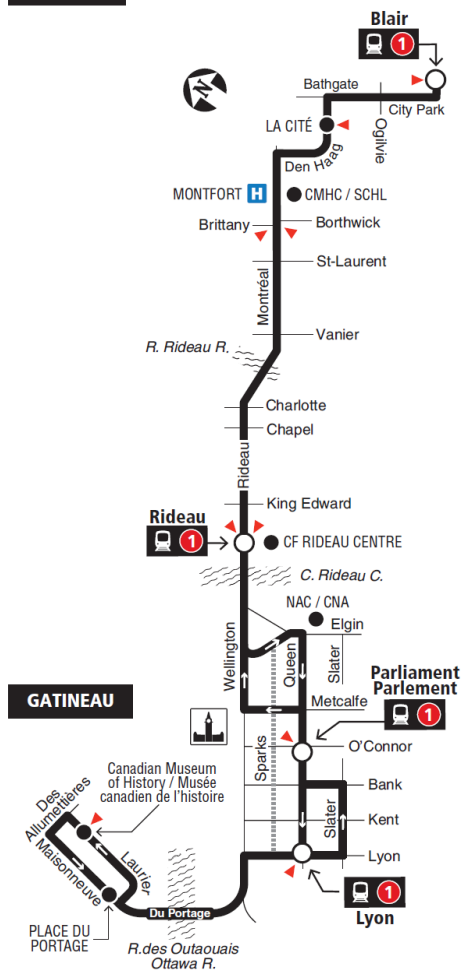 Blair
1
Bathgate
City Park
Ogilvie
LA CITÉ
Den Haag
MONTFORT H
CMHC / SCHL
Brittany
Borthwick
St-Laurent
Montréal
Vanier
R. Rideau R.
Charlotte
Chapel
Rideau
King Edward
Rideau
1
CF RIDEAU CENTRE
C. Rideau C.
NAC / CNA
Elgin
Wellington
Queen
Slater
Parliament
Parlement
1
GATINEAU
Metcalfe
O'Connor
Sparks
Canadian Museum
of History / Musée
canadien de l'histoire
Bank
Des
Allumettières
Slater
Kent
Maisonneuve
Laurier
Lyon
1
Lyon
Du Portage
PLACE DU
PORTAGE
R.des Outaouais
Ottawa R.
N